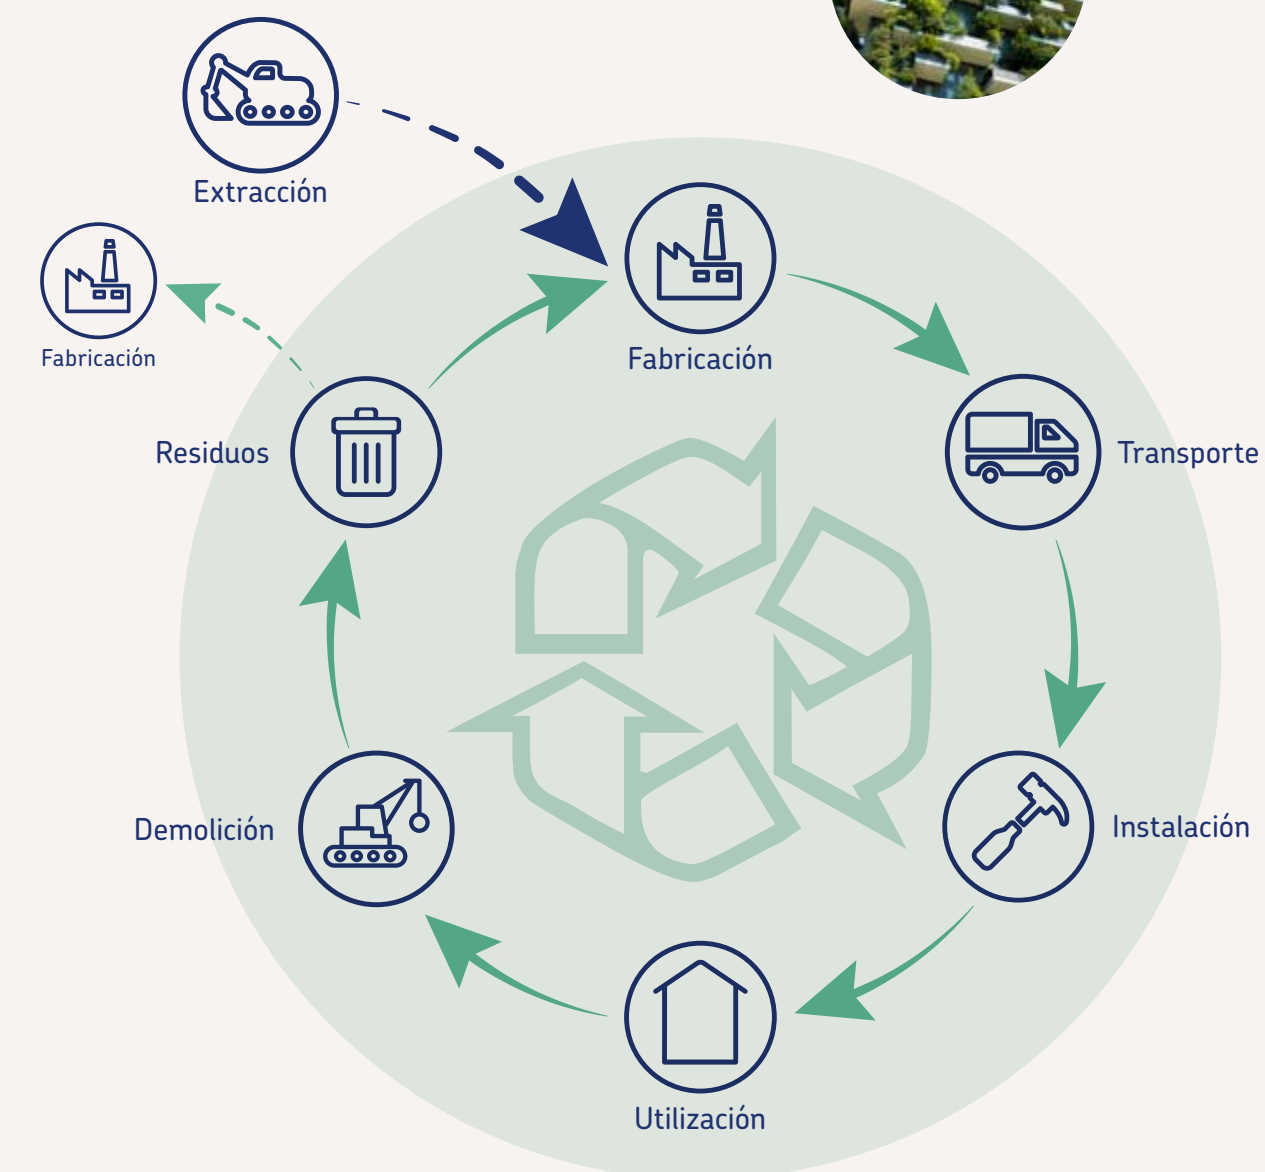 Extracción
Fabricación
Fabricación
Residuos
Transporte
Demolición
Instalación
Utilización